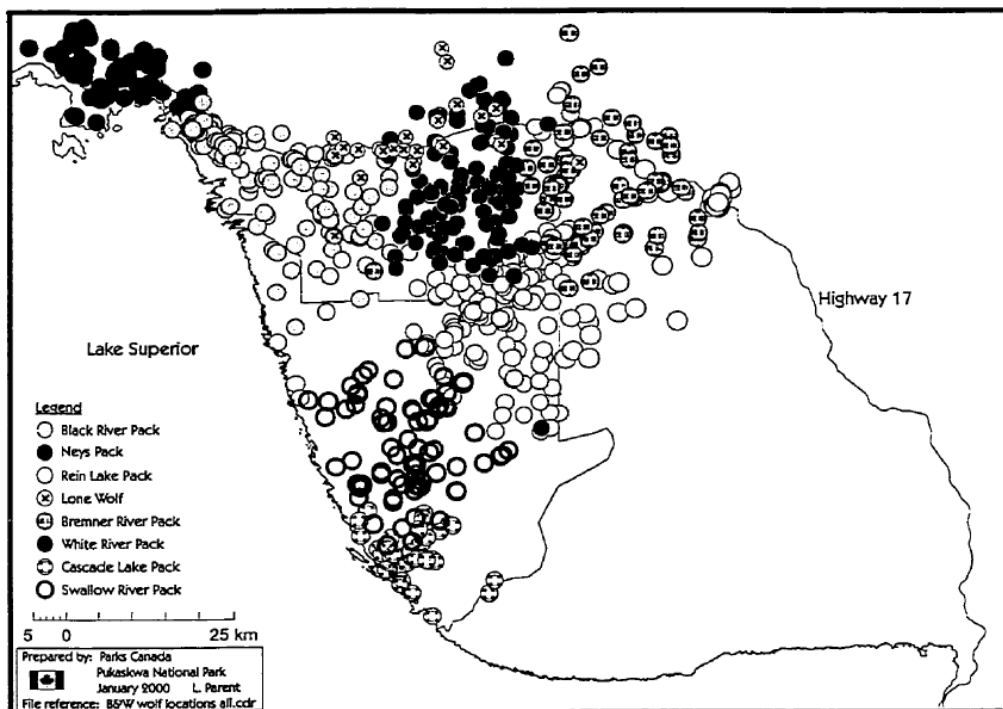 Highway 17
Lake Superior
Legend
Black River Pack
Neys Pack
Rein Lake Pack
Lone Wolf
Bremner River Pack
White River Pack
Cascade Lake Pack
Swallow River Pack
5 0 25 km
Prepared by: Parks Canada
Pukaskwa National Park
January 2000 L. Parent
File reference: B&W wolf locations all.cdr